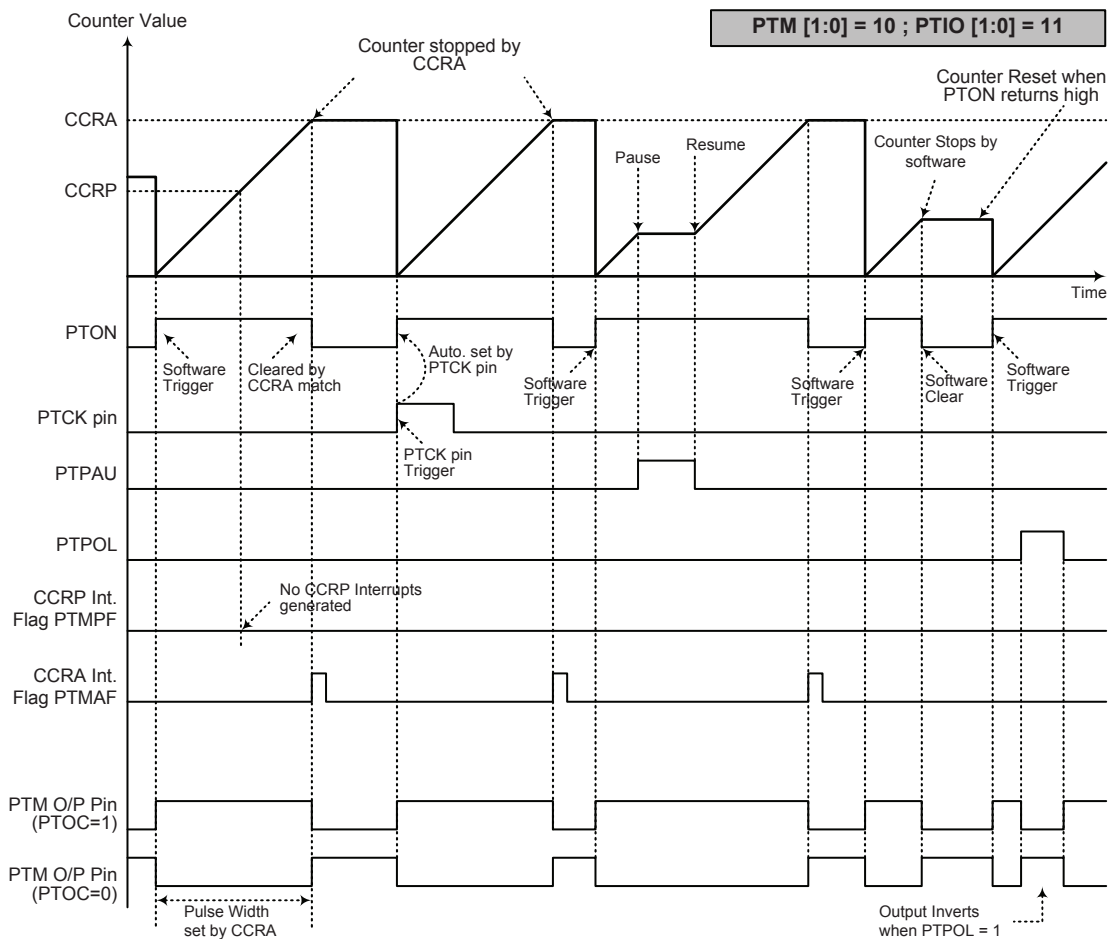 Counter Value
PTM [1:0] = 10 ; PTIO [1:0] = 11
Counter stopped by
CCRA
Counter Reset when
PTON returns high
CCRA
Pause
Resume
Counter Stops by
software
CCRP
Time
PTON
Software
Trigger
Cleared by
CCRA match
Auto. set by
PTCK pin
Software
Trigger
Software
Trigger
Software
Clear
Software
Trigger
PTCK pin
PTCK pin
Trigger
PTPAU
PTPOL
CCRP Int.
Flag PTMPF
No CCRP Interrupts
generated
CCRA Int.
Flag PTMAF
PTM O/P Pin
(PTOC=1)
PTM O/P Pin
(PTOC=0)
Pulse Width
set by CCRA
Output Inverts
when PTPOL = 1